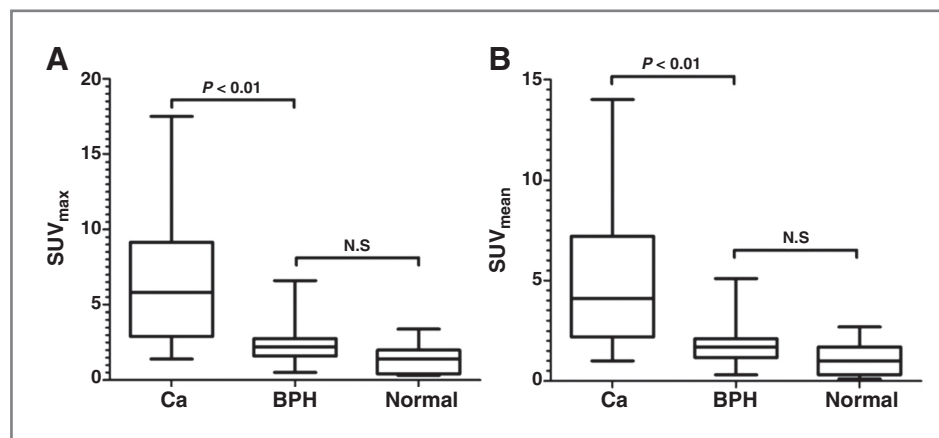 A
20
15
10
5
0
SUVmax
P < 0.01
N.S
Ca BPH Normal
B
15
10
5
0
SUVmean
P < 0.01
N.S
Ca BPH Normal